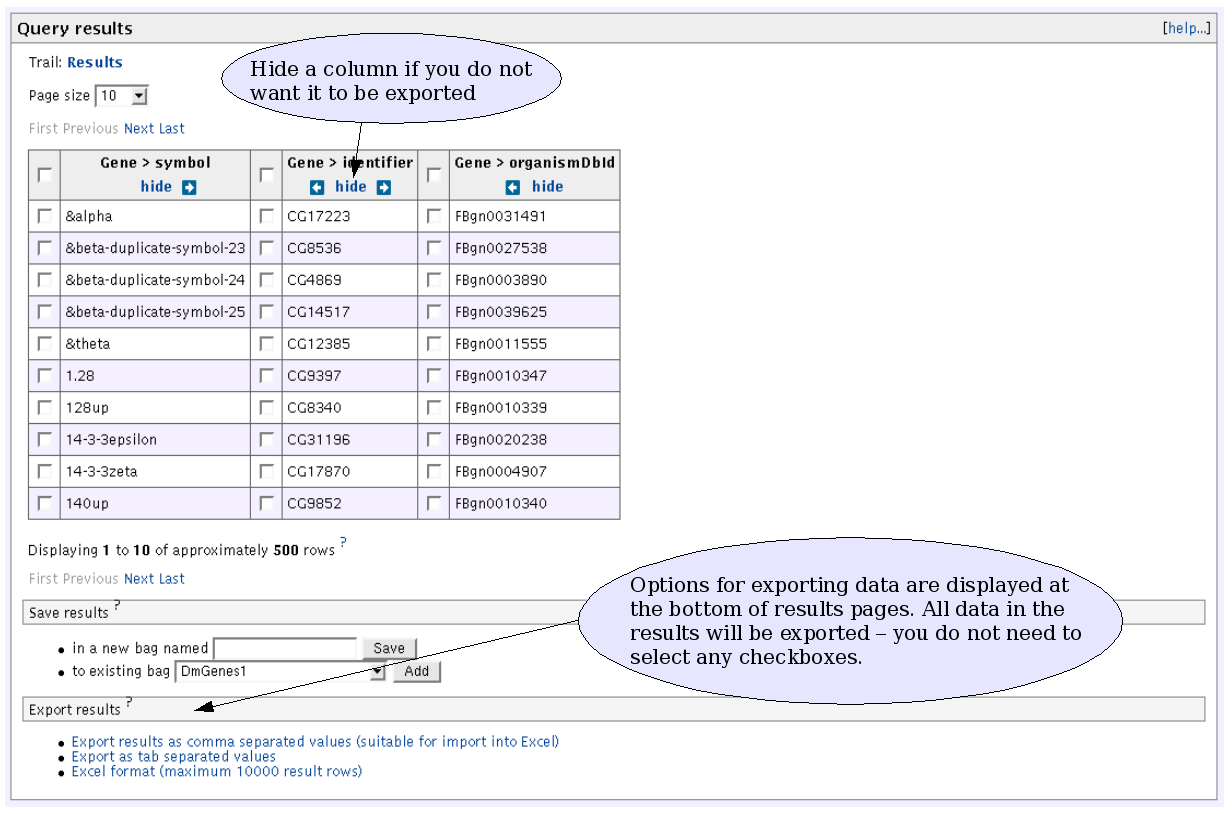 Query results [help...]
Trail: Results
Hide a column if you do not
want it to be exported
Page size 10
First Previous Next Last
Gene > symbol Gene > identifier Gene > organismDbId
hide hide hide
&alpha CG17223 FBgn0031491
&beta-duplicate-symbol-23 CG8536 FBgn0027538
&beta-duplicate-symbol-24 CG4869 FBgn0003890
&beta-duplicate-symbol-25 CG14517 FBgn0039625
&theta CG12385 FBgn0011555
1.28 CG9397 FBgn0010347
128up CG8340 FBgn0010339
14-3-3epsilon CG31196 FBgn0020238
14-3-3zeta CG17870 FBgn0004907
140up CG9852 FBgn0010340
Displaying 1 to 10 of approximately 500 rows ?
First Previous Next Last
Options for exporting data are displayed at
the bottom of results pages. All data in the
results will be exported – you do not need to
select any checkboxes.
Save results ?
in a new bag named Save
to existing bag DmGenes1 Add
Export results ?
Export results as comma separated values (suitable for import into Excel)
Export as tab separated values
Excel format (maximum 10000 result rows)